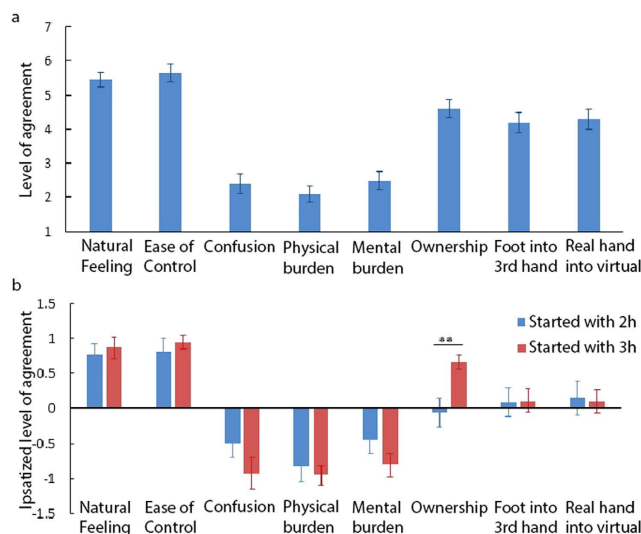 a
Level of agreement
7
6
5
4
3
2
1
Natural Feeling
Ease of Control
Confusion
Physical burden
Mental burden
Ownership
Foot into 3rd hand
Real hand into virtual
b
Ipsatized level of agreement
1.5
1
0.5
0
-0.5
-1
-1.5
Started with 2h
Started with 3h
**
Natural Feeling
Ease of Control
Confusion
Physical burden
Mental burden
Ownership
Foot into 3rd hand
Real hand into virtual